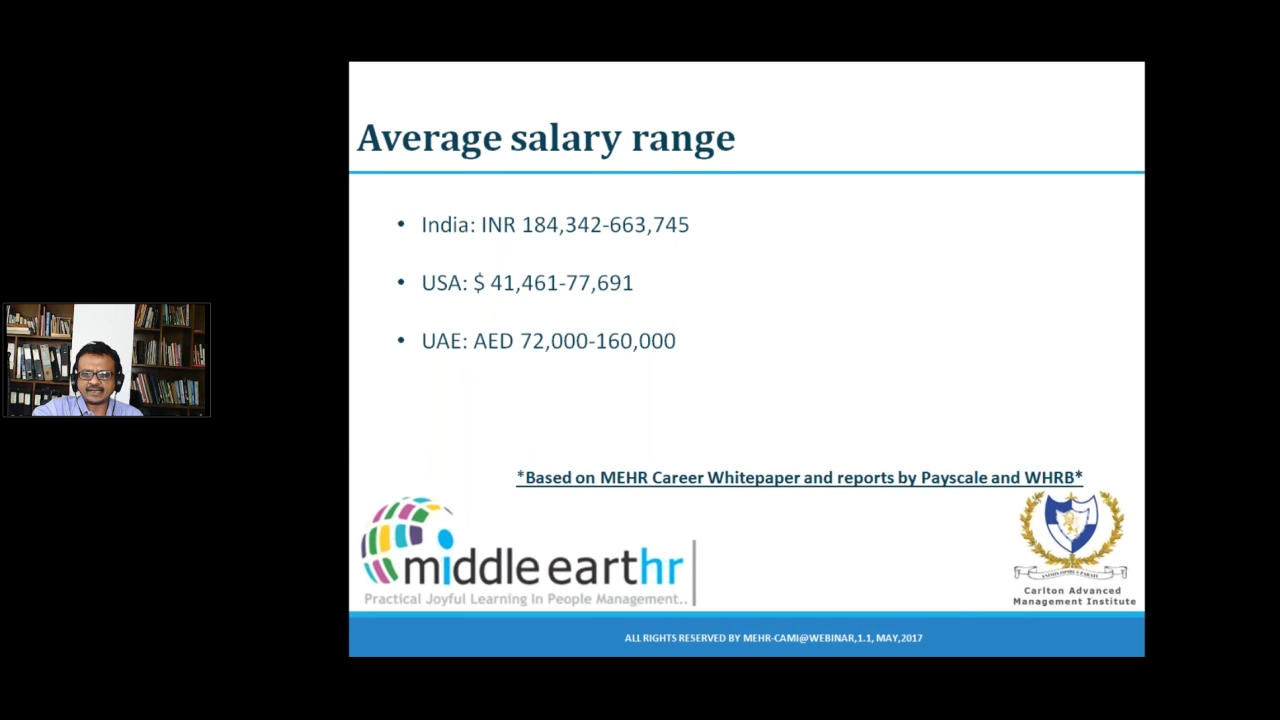 Average salary range
• India: INR 184,342-663,745
• USA: $ 41,461-77,691
• UAE: AED 72,000-160,000
*Based on MEHR Career Whitepaper and reports by Payscale and WHRB*
middle earthr
Practical Joyful Learning In People Management..
Carlton Advanced
Management Institute
ALL RIGHTS RESERVED BY MEHR-CAMI@WEBINAR,1.1, MAY,2017